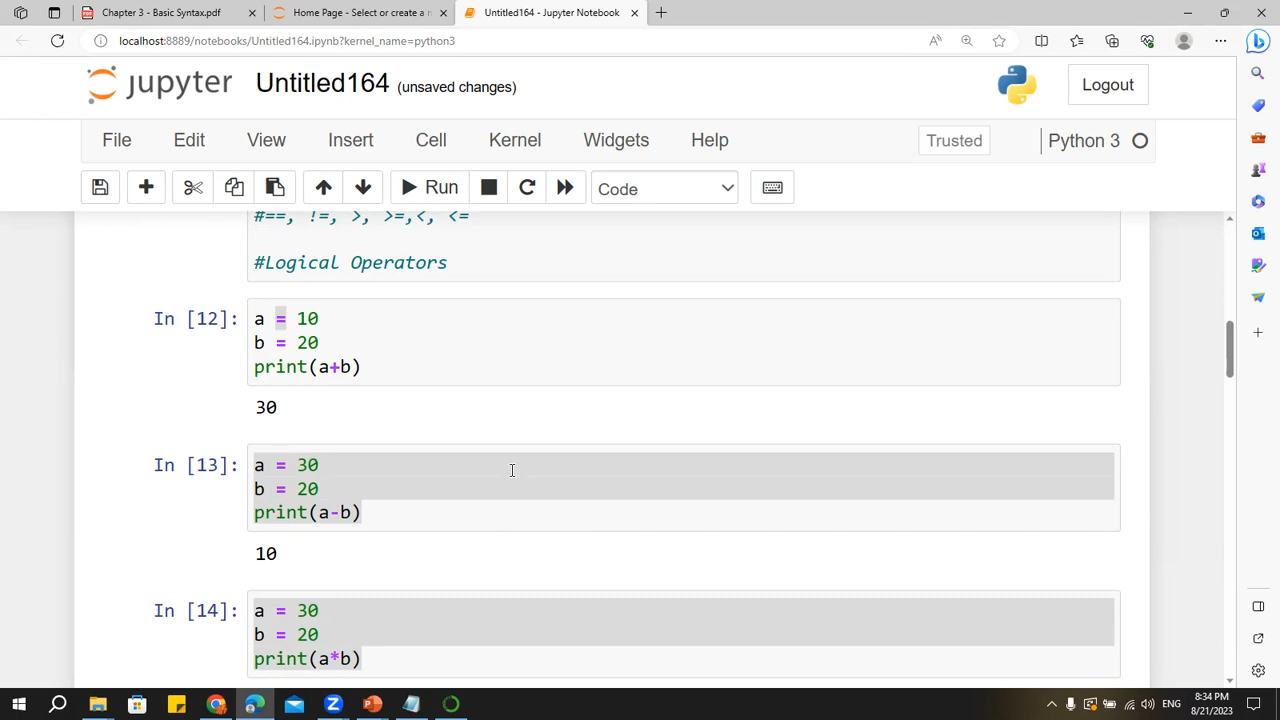 Chapter 3 - Basic Syntax.pdf
Home Page - Select or create a n
Untitled164 - Jupyter Notebook
localhost:8889/notebooks/Untitled164.ipynb?kernel_name=python3
jupyter Untitled164 (unsaved changes)
Logout
File Edit View Insert Cell Kernel Widgets Help
Trusted
Python 3
Run
Code
#==, !=, >, >=,<, <=
#Logical Operators
In [12]:
a = 10
b = 20
print(a+b)
30
In [13]:
a = 30
b = 20
print(a-b)
10
In [14]:
a = 30
b = 20
print(a*b)
ENG
8:34 PM
8/21/2023